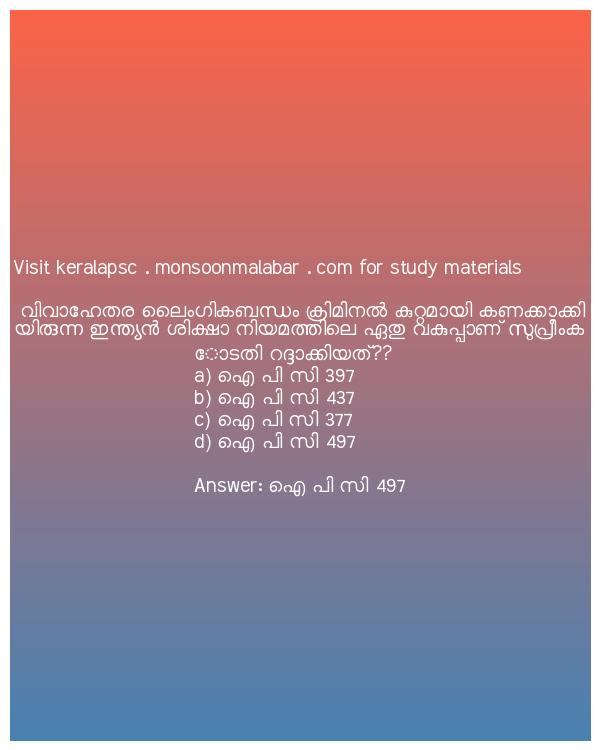 Visit keralapsc . monsoonmalabar . com for study materials
വിവാഹേതര ലൈംഗികബന്ധം ക്രിമിനൽ കുറ്റമായി കണക്കാക്കി
യിരുന്ന ഇന്ത്യൻ ശിക്ഷാ നിയമത്തിലെ ഏതു വകുപ്പാണ് സുപ്രീംക
ോടതി റദ്ദാക്കിയത്??
a) ഐ പി സി 397
b) ഐ പി സി 437
c) ഐ പി സി 377
d) ഐ പി സി 497
Answer: ഐ പി സി 497